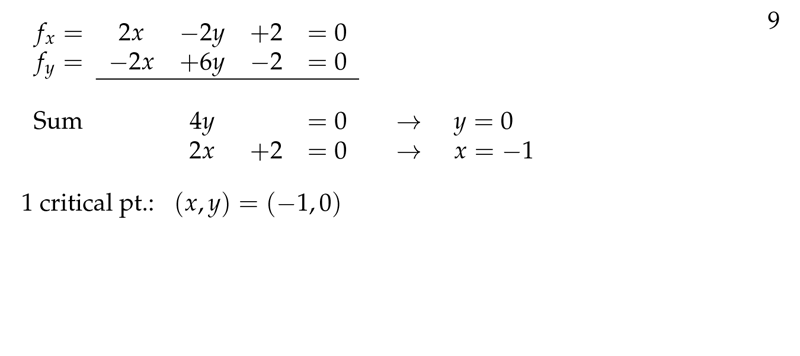 9
f_x = 2x −2y +2 = 0
f_y = −2x +6y −2 = 0
Sum 4y = 0 → y = 0
2x +2 = 0 → x = −1
1 critical pt.: (x, y) = (−1, 0)